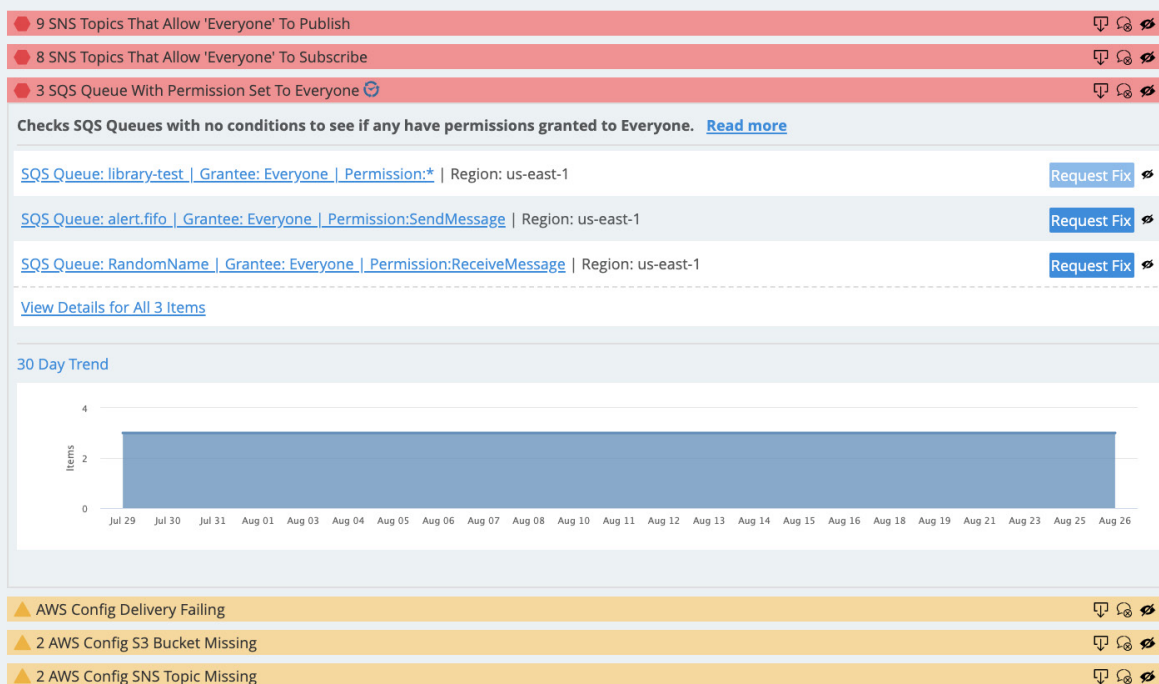 9 SNS Topics That Allow 'Everyone' To Publish
8 SNS Topics That Allow 'Everyone' To Subscribe
3 SQS Queue With Permission Set To Everyone
Checks SQS Queues with no conditions to see if any have permissions granted to Everyone. Read more
SQS Queue: library-test | Grantee: Everyone | Permission:* | Region: us-east-1 Request Fix
SQS Queue: alert.fifo | Grantee: Everyone | Permission:SendMessage | Region: us-east-1 Request Fix
SQS Queue: RandomName | Grantee: Everyone | Permission:ReceiveMessage | Region: us-east-1 Request Fix
View Details for All 3 Items
30 Day Trend
4
Items
2
0
Jul 29 Jul 30 Jul 31 Aug 01 Aug 03 Aug 04 Aug 05 Aug 06 Aug 07 Aug 08 Aug 10 Aug 11 Aug 12 Aug 13 Aug 14 Aug 15 Aug 16 Aug 18 Aug 19 Aug 21 Aug 23 Aug 25 Aug 26
AWS Config Delivery Failing
2 AWS Config S3 Bucket Missing
2 AWS Config SNS Topic Missing